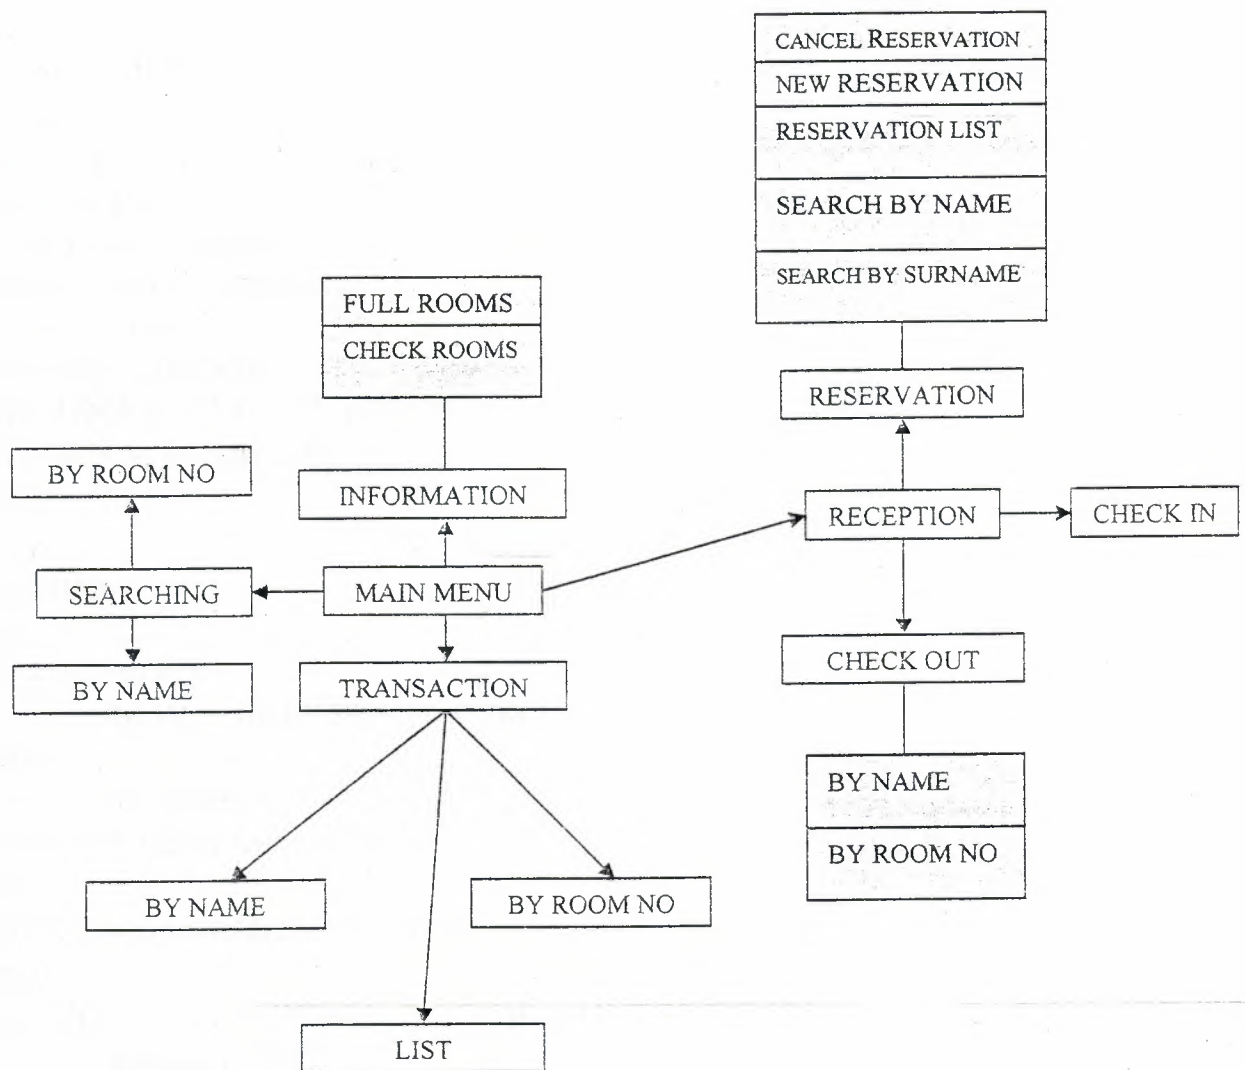 CANCEL RESERVATION
NEW RESERVATION
RESERVATION LIST
SEARCH BY NAME
SEARCH BY SURNAME
FULL ROOMS
CHECK ROOMS
RESERVATION
BY ROOM NO
INFORMATION
RECEPTION
CHECK IN
SEARCHING
MAIN MENU
CHECK OUT
BY NAME
TRANSACTION
BY NAME
BY ROOM NO
BY NAME
BY ROOM NO
LIST